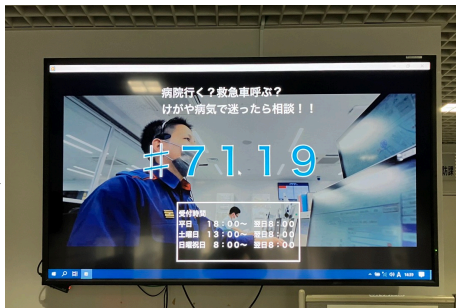 病院行く？救急車呼ぶ？
けがや病気で迷ったら相談！！
♯7119
受付時間
平日　18：00～　翌日8：00
土曜日　13：00～　翌日8：00
日曜祝日　8：00～　翌日8：00
A 14:39